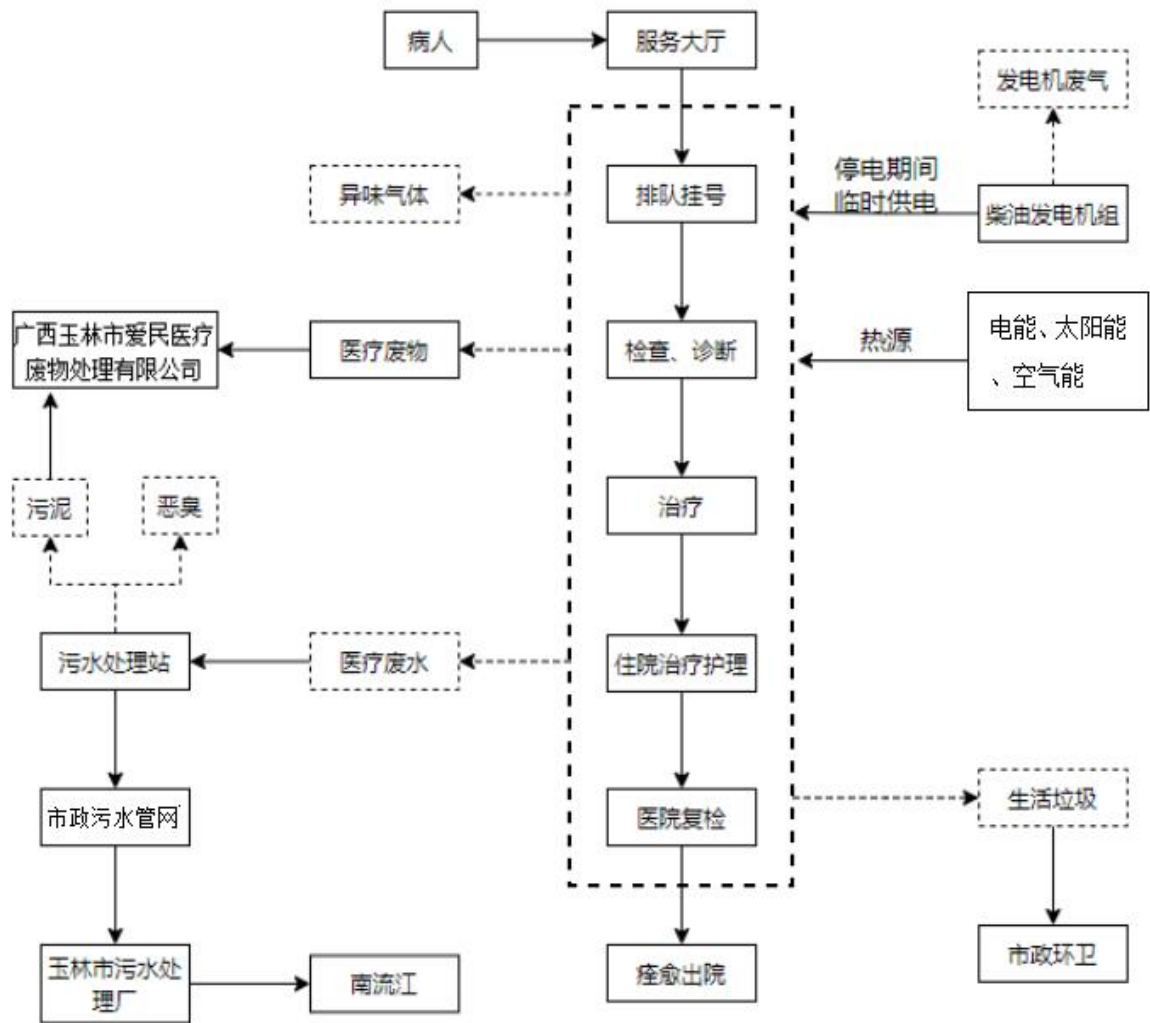 病人
服务大厅
发电机废气
异味气体
排队挂号
停电期间
临时供电
柴油发电机组
广西玉林市爱民医疗
废物处理有限公司
医疗废物
检查、诊断
热源
电能、太阳能
、空气能
污泥
恶臭
治疗
污水处理站
医疗废水
住院治疗护理
市政污水管网
医院复检
生活垃圾
玉林市污水处
理厂
南流江
痊愈出院
市政环卫